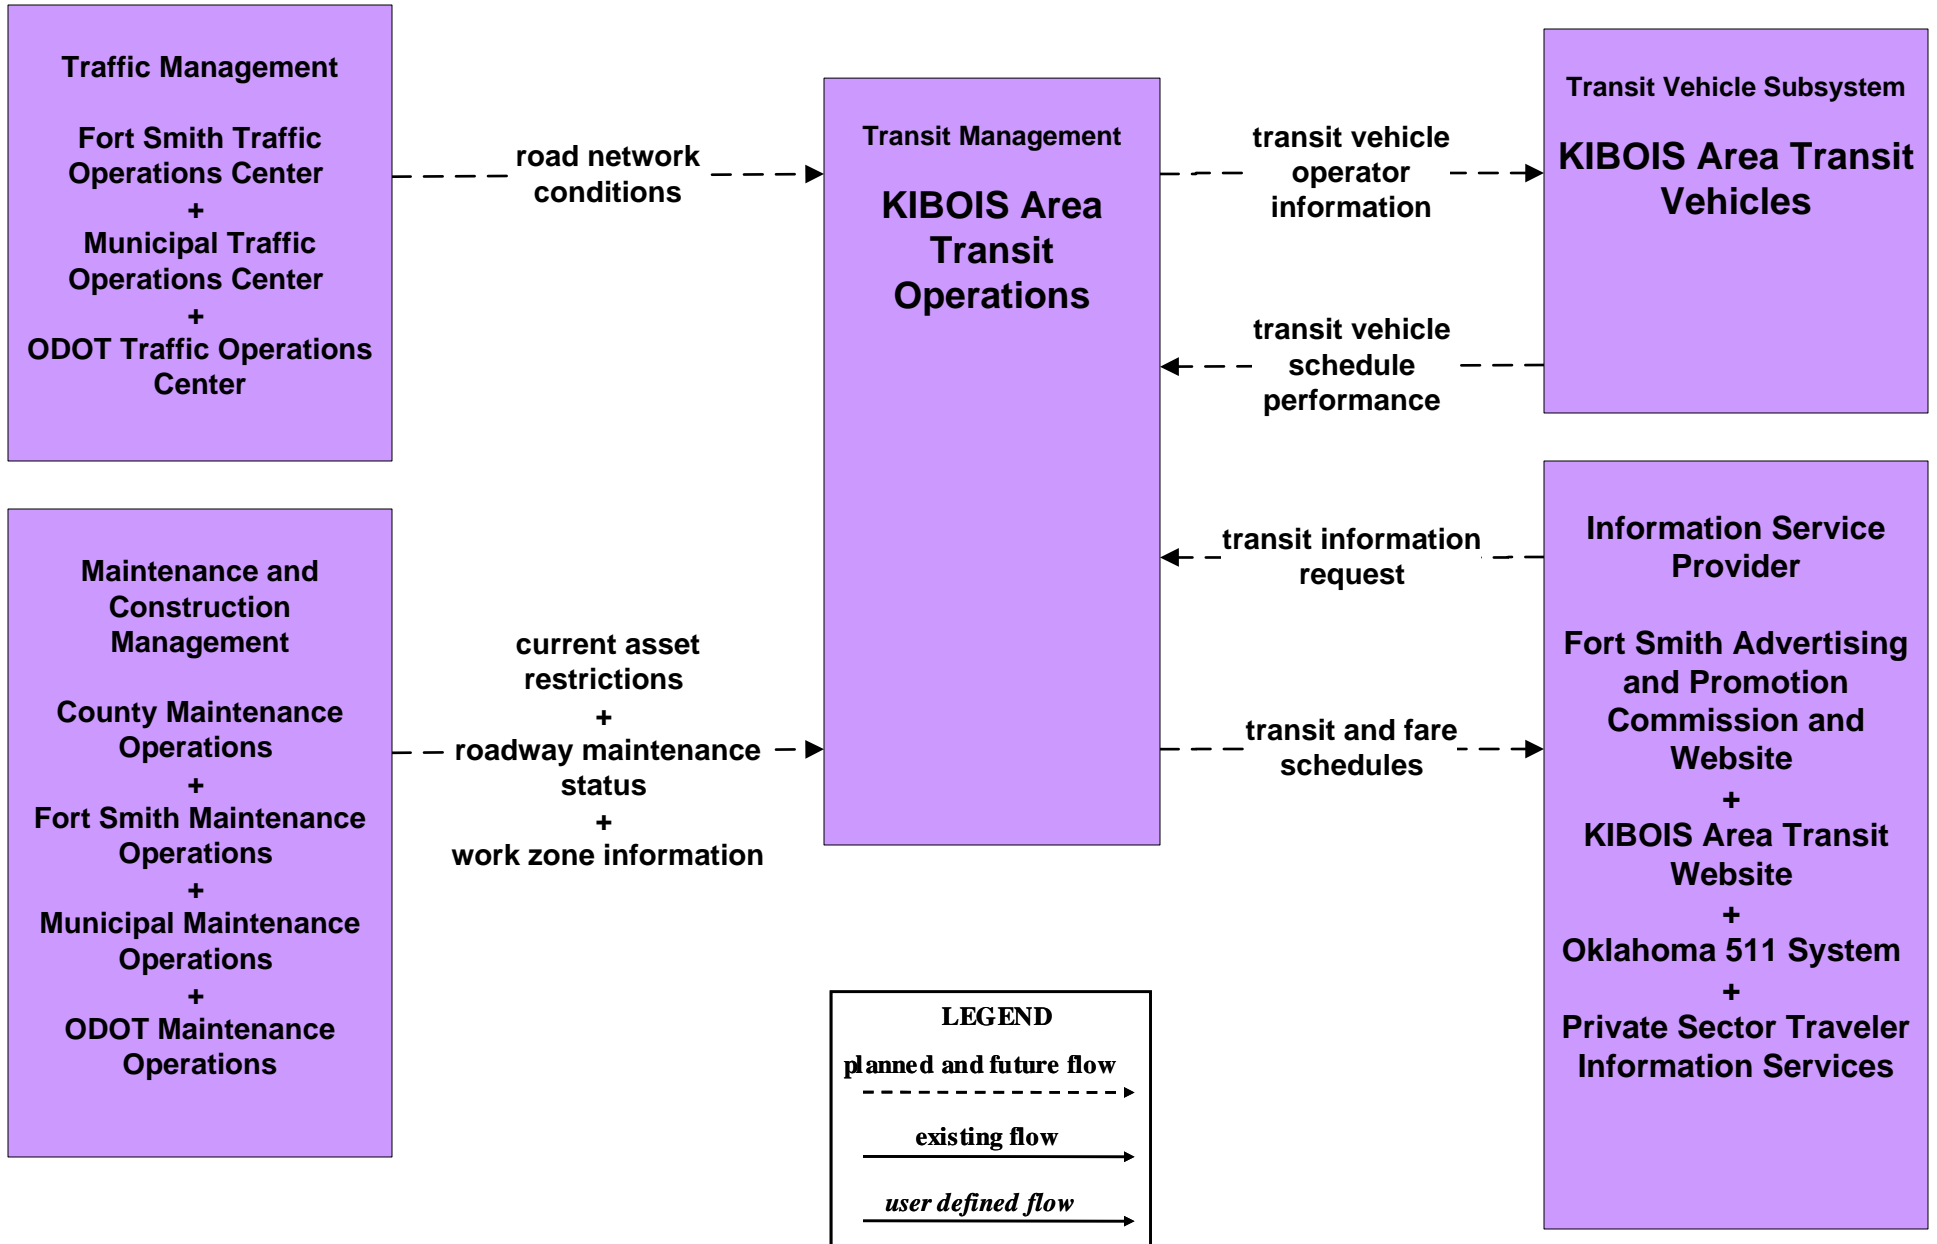 Traffic Management
Fort Smith Traffic
Operations Center
+
Municipal Traffic
Operations Center
+
ODOT Traffic Operations
Center
road network
conditions
Transit Management
KIBOIS Area
Transit
Operations
transit vehicle
operator
information
Transit Vehicle Subsystem
KIBOIS Area Transit
Vehicles
transit vehicle
schedule
performance
Maintenance and
Construction
Management
County Maintenance
Operations
+
Fort Smith Maintenance
Operations
+
Municipal Maintenance
Operations
+
ODOT Maintenance
Operations
current asset
restrictions
+
roadway maintenance
status
+
work zone information
transit information
request
transit and fare
schedules
Information Service
Provider
Fort Smith Advertising
and Promotion
Commission and
Website
+
KIBOIS Area Transit
Website
+
Oklahoma 511 System
+
Private Sector Traveler
Information Services
LEGEND
planned and future flow
existing flow
user defined flow